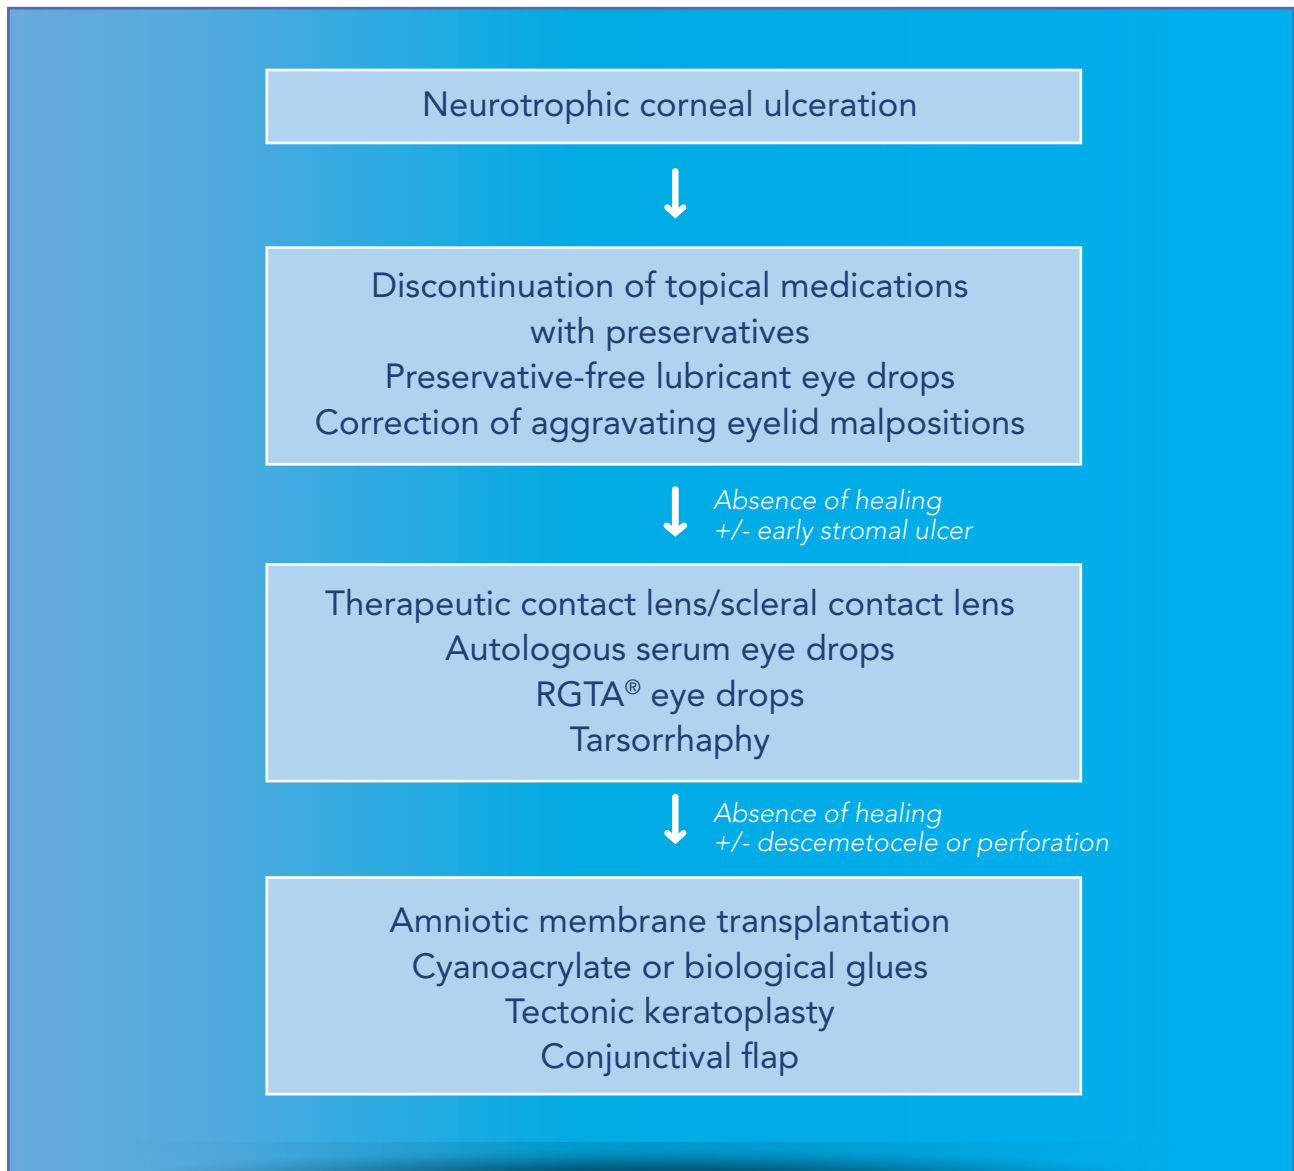 Neurotrophic corneal ulceration
Discontinuation of topical medications
with preservatives
Preservative-free lubricant eye drops
Correction of aggravating eyelid malpositions
Absence of healing
+/- early stromal ulcer
Therapeutic contact lens/scleral contact lens
Autologous serum eye drops
RGTA® eye drops
Tarsorrhaphy
Absence of healing
+/- descemetocele or perforation
Amniotic membrane transplantation
Cyanoacrylate or biological glues
Tectonic keratoplasty
Conjunctival flap